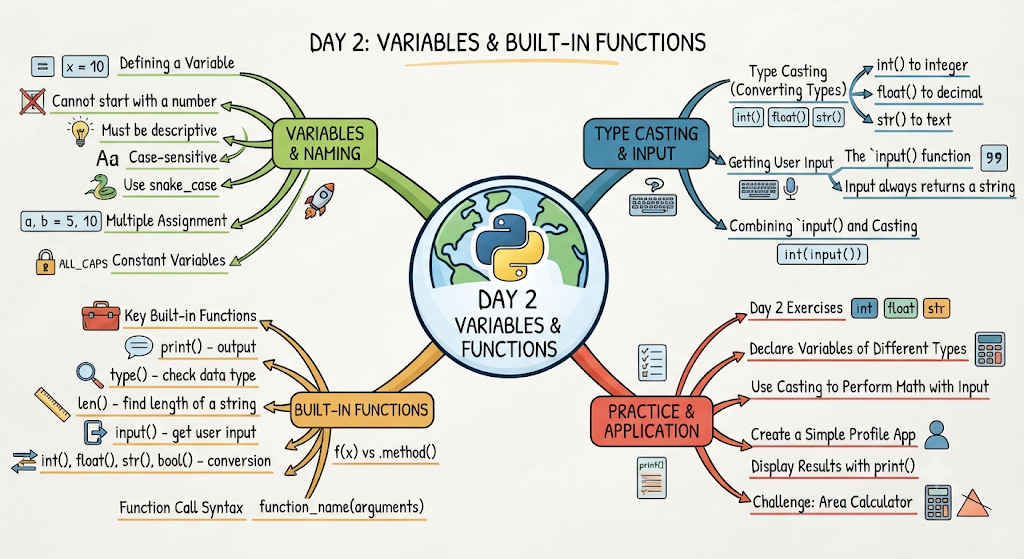 DAY 2: VARIABLES & BUILT-IN FUNCTIONS
VARIABLES
& NAMING
= x = 10 Defining a Variable
Cannot start with a number
Must be descriptive
Aa Case-sensitive
Use snake_case
a, b = 5, 10 Multiple Assignment
ALL_CAPS Constant Variables
TYPE CASTING
& INPUT
Type Casting
(Converting Types)
int() float() str()
int() to integer
float() to decimal
str() to text
Getting User Input
The `input() function 99
Input always returns a string
Combining `input() and Casting
int(input())
DAY 2
VARIABLES &
FUNCTIONS
BUILT-IN FUNCTIONS
Key Built-in Functions
print() – output
type() – check data type
len() – find length of a string
input() – get user input
int(), float(), str(), bool() – conversion
f(x) vs .method()
Function Call Syntax function_name(arguments)
PRACTICE &
APPLICATION
print()
Day 2 Exercises int float str
Declare Variables of Different Types
Use Casting to Perform Math with Input
Create a Simple Profile App
Display Results with print()
Challenge: Area Calculator